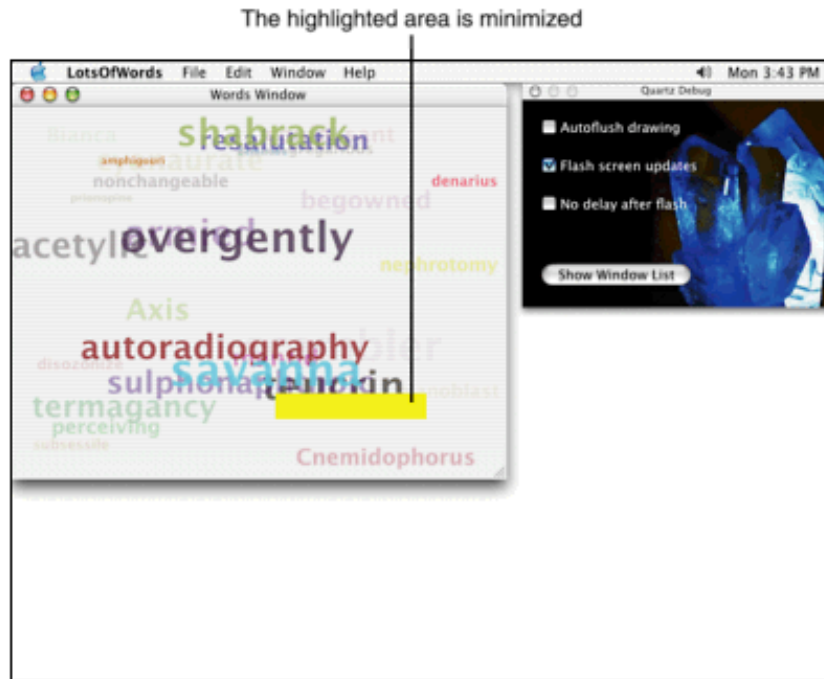 The highlighted area is minimized
LotsOfWords File Edit Window Help Mon 3:43 PM
Words Window
Quartz Debug
Bianca
shabrack
resalutation
amphigouri
nonchangeable
denarius
begowned
acetylic
overgently
nephrotomy
Axis
autoradiography
disozonize
savanna
termagancy
perceiving
subsessile
Cnemidophorus
Autoflush drawing
Flash screen updates
No delay after flash
Show Window List